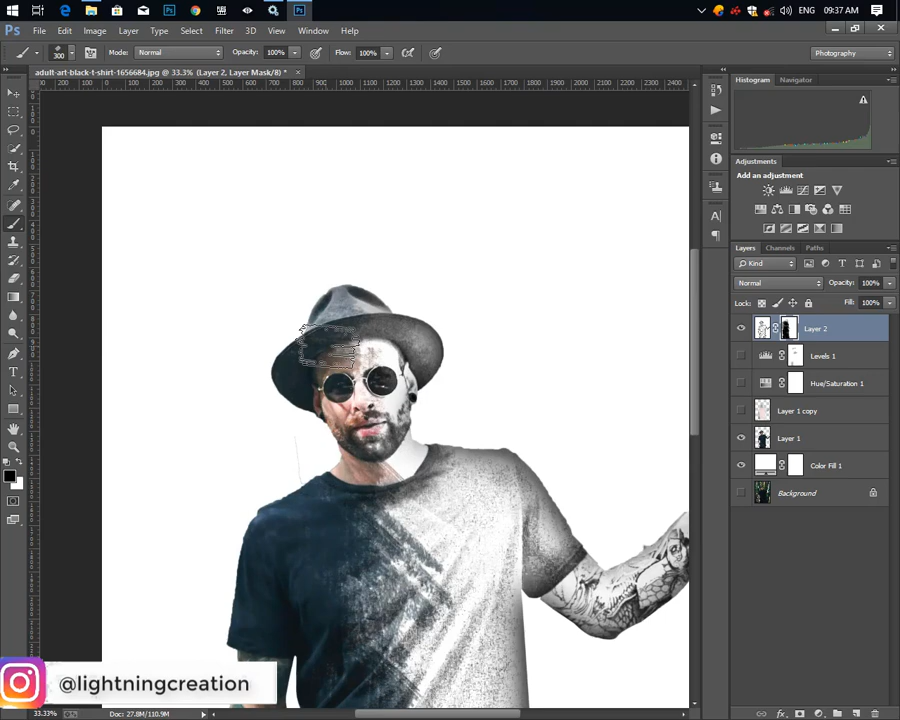 ENG
09:37 AM
Ps
File
Edit
Image
Layer
Type
Select
Filter
3D
View
Window
Help
300
Mode:
Normal
Opacity:
100%
Flow:
100%
Photography
adult-art-black-t-shirt-1656684.jpg @ 33.3% (Layer 2, Layer Mask/8) *
Histogram
Navigator
Adjustments
Add an adjustment
Layers
Channels
Paths
Kind
Normal
Opacity:
100%
Lock:
Fill:
100%
Layer 2
Levels 1
Hue/Saturation 1
Layer 1 copy
Layer 1
Color Fill 1
Background
@lightningcreation
33.33%
Doc: 27.8M/110.9M